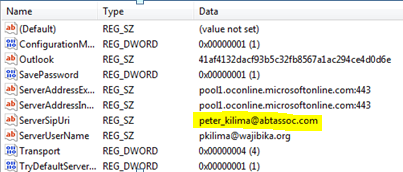 Name Type Data
(Default) REG_SZ (value not set)
ConfigurationM... REG_DWORD 0x00000001 (1)
Outlook REG_SZ 41af4132dacf93b5c32fb8567a1ac294ce4d0d6e
SavePassword REG_DWORD 0x00000001 (1)
ServerAddressEx... REG_SZ pool1.oconline.microsoftonline.com:443
ServerAddressIn... REG_SZ pool1.oconline.microsoftonline.com:443
ServerSipUri REG_SZ peter_kilima@abtassoc.com
ServerUserName REG_SZ pkilima@wajibika.org
Transport REG_DWORD 0x00000004 (4)
TryDefaultServer... REG_DWORD 0x00000001 (1)